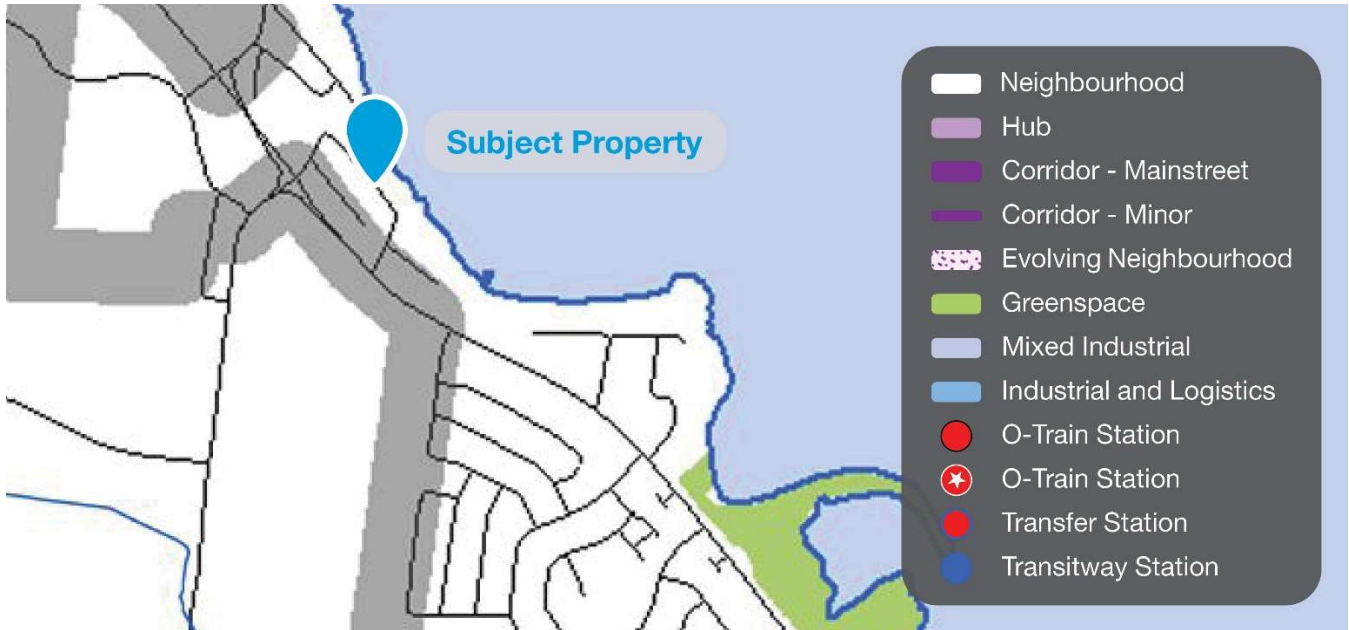 Subject Property
Neighbourhood
Hub
Corridor - Mainstreet
Corridor - Minor
Evolving Neighbourhood
Greenspace
Mixed Industrial
Industrial and Logistics
O-Train Station
O-Train Station
Transfer Station
Transitway Station